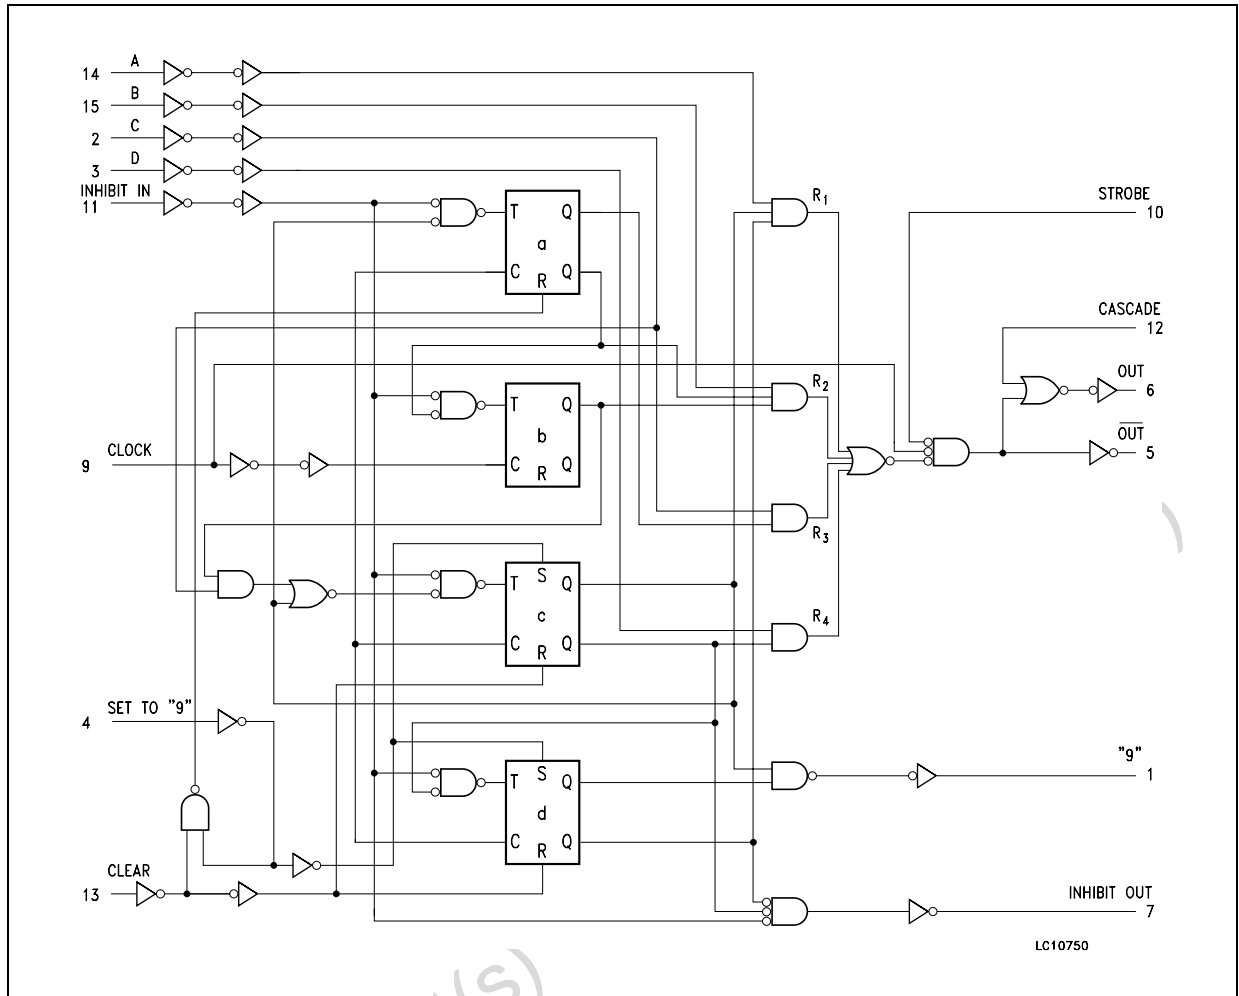 14 A
15 B
2 C
3 D
INHIBIT IN
11
T Q
a
C Q
R
R1
STROBE
10
CASCADE
12
OUT
6
OUT
5
R2
T Q
b
C Q
R
CLOCK
9
R3
S
T Q
c
C Q
R
R4
SET TO "9"
4
S
T Q
d
C Q
R
"9"
1
CLEAR
13
INHIBIT OUT
7
LC10750
(s)
)